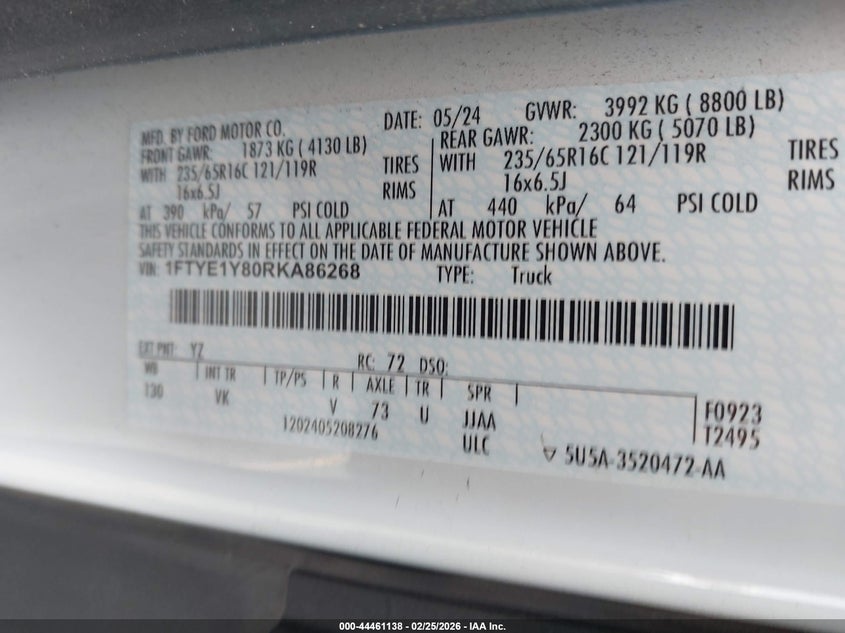 MFD. BY FORD MOTOR CO.
DATE: 05/24 GVWR: 3992 KG ( 8800 LB)
FRONT GAWR: 1873 KG ( 4130 LB)
REAR GAWR: 2300 KG ( 5070 LB)
WITH 235/65R16C 121/119R TIRES
WITH 235/65R16C 121/119R TIRES
16x6.5J RIMS
16x6.5J RIMS
AT 390 kPa/ 57 PSI COLD
AT 440 kPa/ 64 PSI COLD
THIS VEHICLE CONFORMS TO ALL APPLICABLE FEDERAL MOTOR VEHICLE
SAFETY STANDARDS IN EFFECT ON THE DATE OF MANUFACTURE SHOWN ABOVE.
VIN: 1FTYE1Y80RKA86268 TYPE: Truck
EXT PNT: YZ RC: 72 DSO:
WB INT TR TP/PS R AXLE TR SPR
130 VK V 73 U JJAA
F0923
1202405208276 ULC
T2495
5U5A-3520472-AA
000-44461138 - 02/25/2026 - IAA Inc.